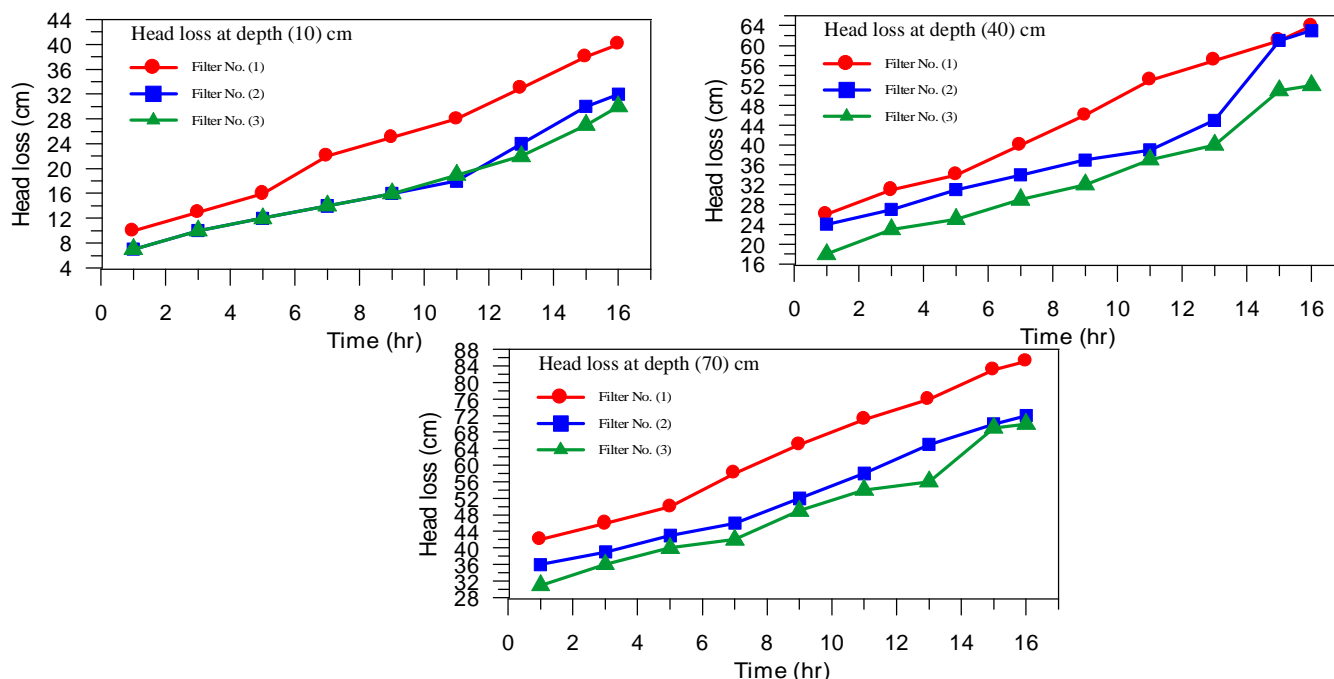 Head loss at depth (10) cm
Filter No. (1)
Filter No. (2)
Filter No. (3)
Head loss (cm)
44
40
36
32
28
24
20
16
12
8
4
0 2 4 6 8 10 12 14 16
Time (hr)
Head loss at depth (40) cm
Filter No. (1)
Filter No. (2)
Filter No. (3)
Head loss (cm)
64
60
56
52
48
44
40
36
32
28
24
20
16
0 2 4 6 8 10 12 14 16
Time (hr)
Head loss at depth (70) cm
Filter No. (1)
Filter No. (2)
Filter No. (3)
Head loss (cm)
88
84
80
76
72
68
64
60
56
52
48
44
40
36
32
28
0 2 4 6 8 10 12 14 16
Time (hr)